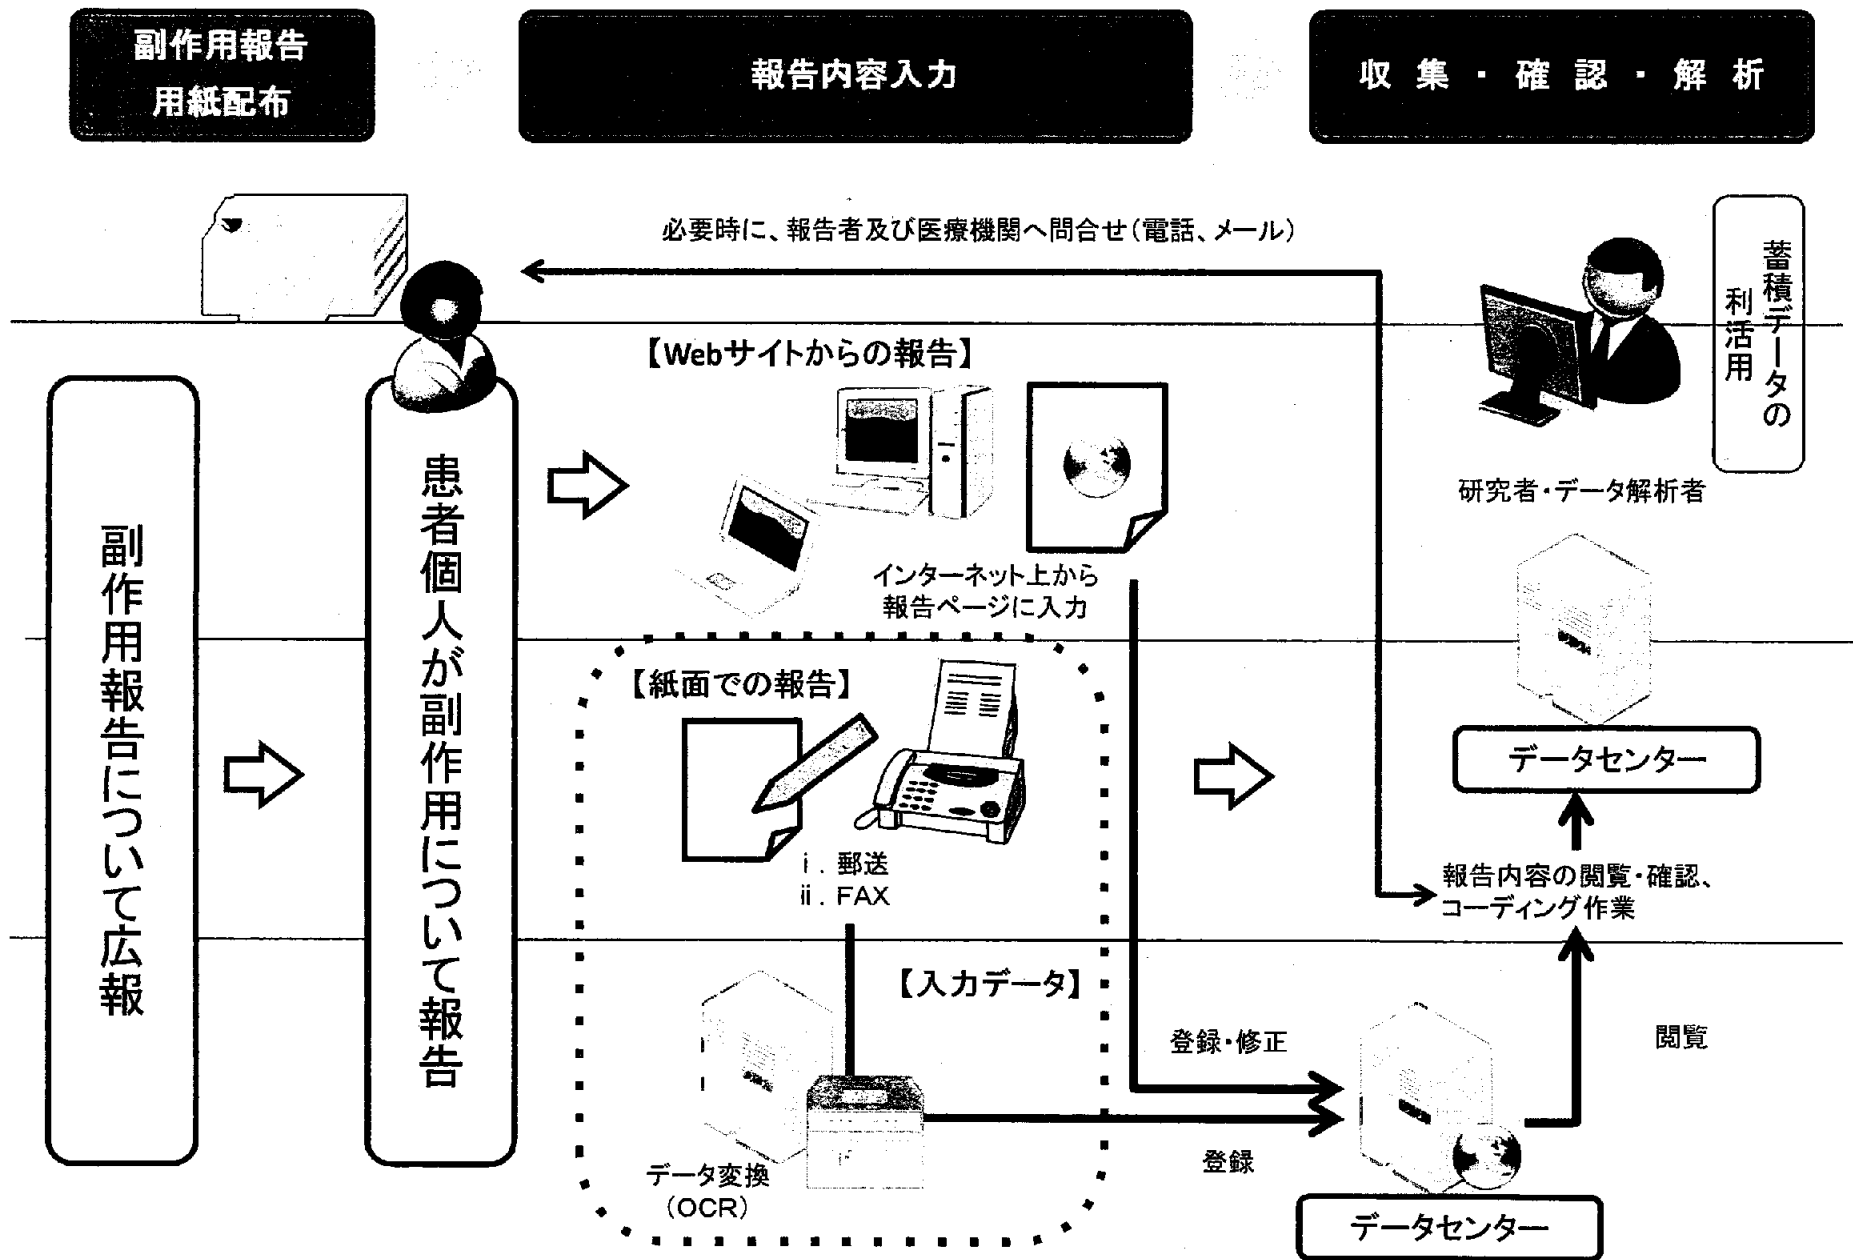 副作用報告
用紙配布
報告内容入力
収集・確認・解析
必要時に、報告者及び医療機関へ問合せ(電話、メール)
蓄積データの
利活用
【Webサイトからの報告】
研究者・データ解析者
副作用報告について広報
患者個人が副作用について報告
インターネット上から
報告ページに入力
【紙面での報告】
データセンター
ⅰ．郵送
ⅱ．FAX
報告内容の閲覧・確認、
コーディング作業
【入力データ】
登録・修正
閲覧
データ変換
(OCR)
登録
データセンター